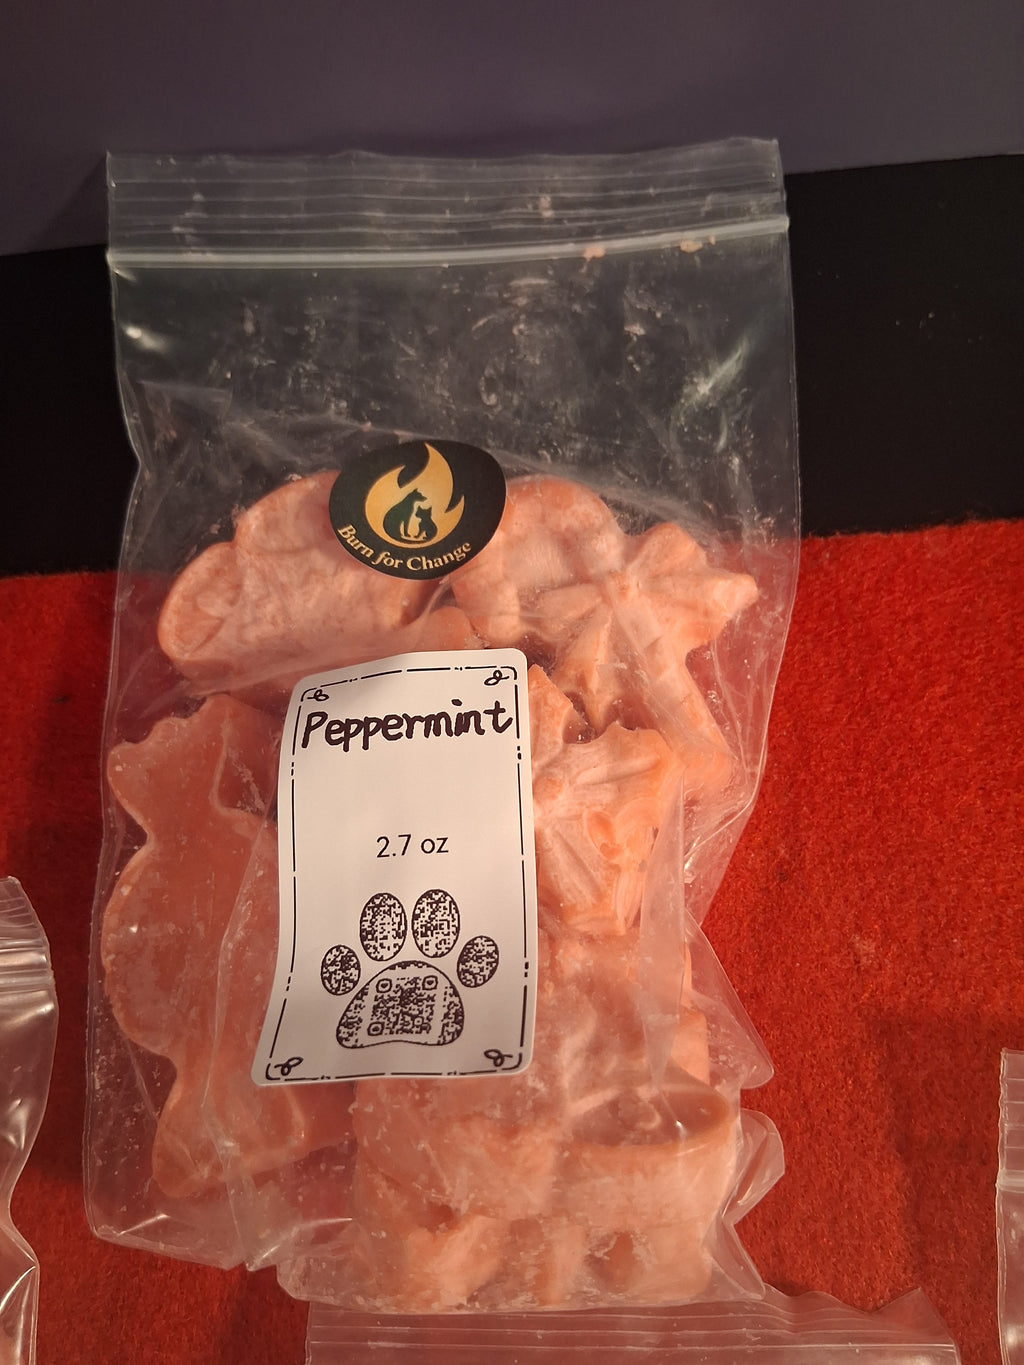 Burn for Change
Peppermint
2.7 oz